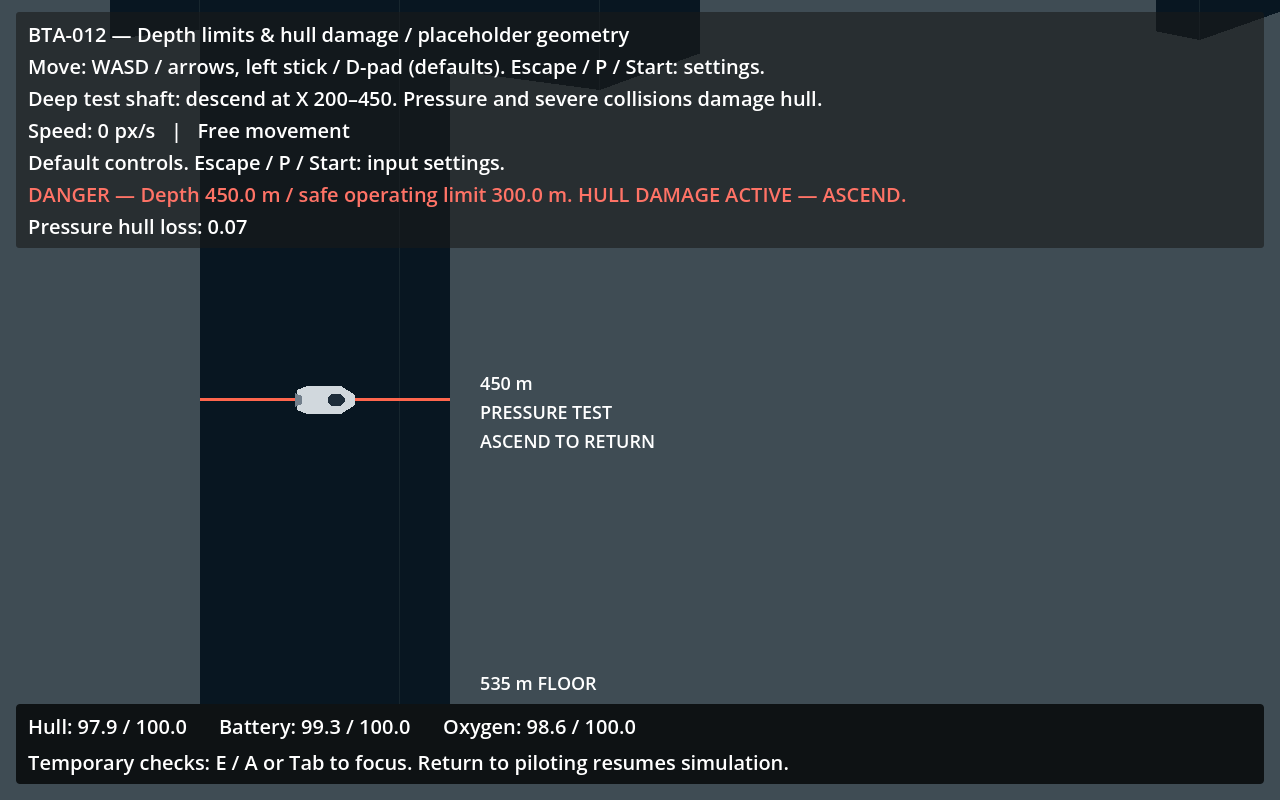 BTA-012 — Depth limits & hull damage / placeholder geometry
Move: WASD / arrows, left stick / D-pad (defaults). Escape / P / Start: settings.
Deep test shaft: descend at X 200–450. Pressure and severe collisions damage hull.
Speed: 0 px/s | Free movement
Default controls. Escape / P / Start: input settings.
DANGER — Depth 450.0 m / safe operating limit 300.0 m. HULL DAMAGE ACTIVE — ASCEND.
Pressure hull loss: 0.07
450 m
PRESSURE TEST
ASCEND TO RETURN
535 m FLOOR
Hull: 97.9 / 100.0 Battery: 99.3 / 100.0 Oxygen: 98.6 / 100.0
Temporary checks: E / A or Tab to focus. Return to piloting resumes simulation.